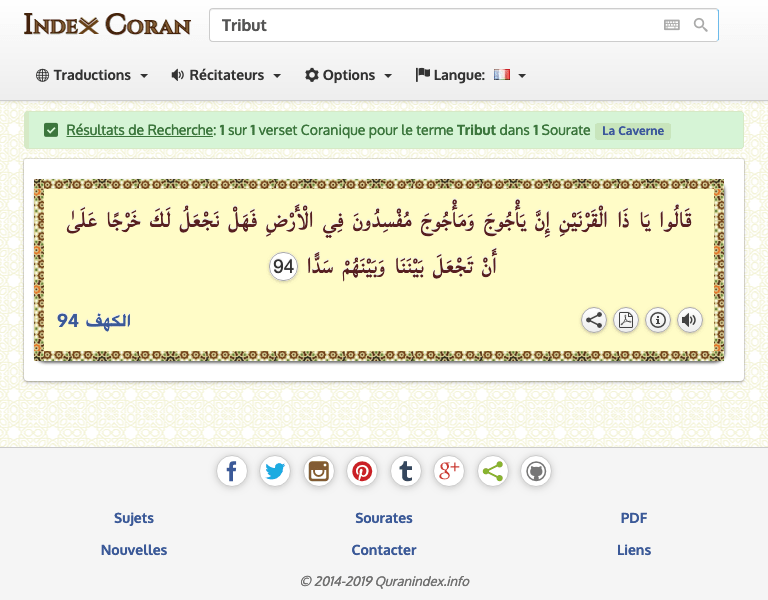 INDEX CORAN
Tribut
Traductions
Récitateurs
Options
Langue:
Résultats de Recherche: 1 sur 1 verset Coranique pour le terme Tribut dans 1 Sourate La Caverne
قَالُوا يَا ذَا الْقَرْنَيْنِ إِنَّ يَأْجُوجَ وَمَأْجُوجَ مُفْسِدُونَ فِي الْأَرْضِ فَهَلْ نَجْعَلُ لَكَ خَرْجًا عَلَىٰ
أَنْ تَجْعَلَ بَيْنَنَا وَبَيْنَهُمْ سَدًّا 94
الكهف 94
f t g+ t
Sujets Sourates PDF
Nouvelles Contacter Liens
© 2014-2019 Quranindex.info